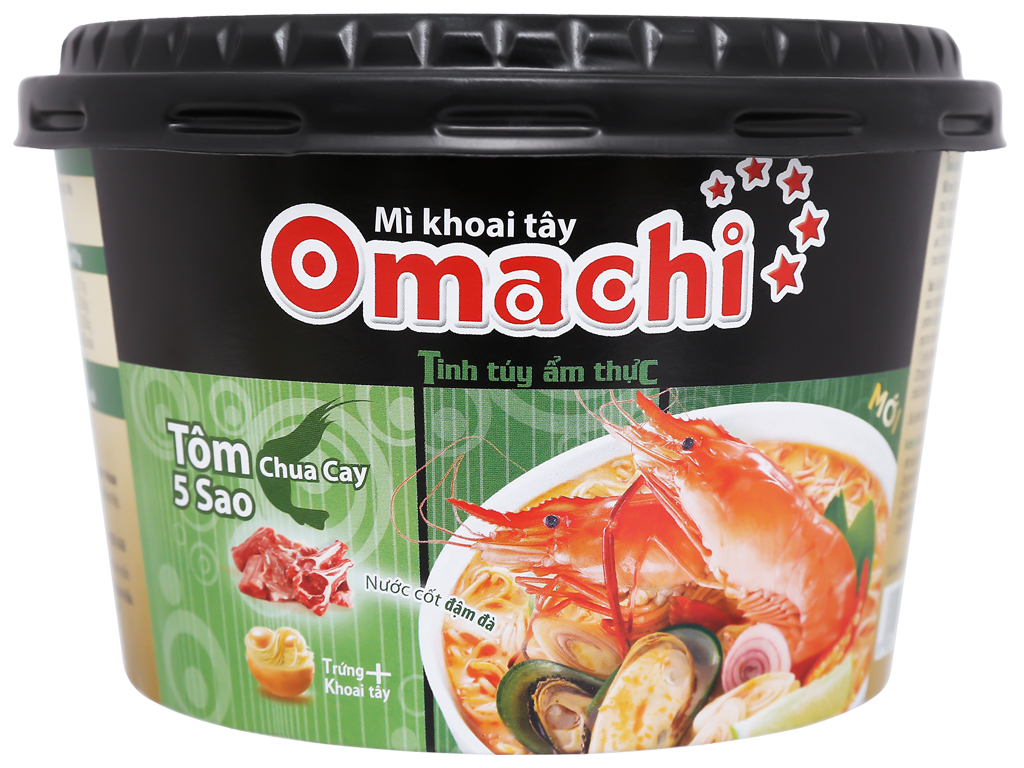 Mì khoai tây
Omachi
Tinh túy ẩm thực
MỚI
Tôm
5 Sao
Chua Cay
Nước cốt đậm đà
Trứng+
Khoai tây